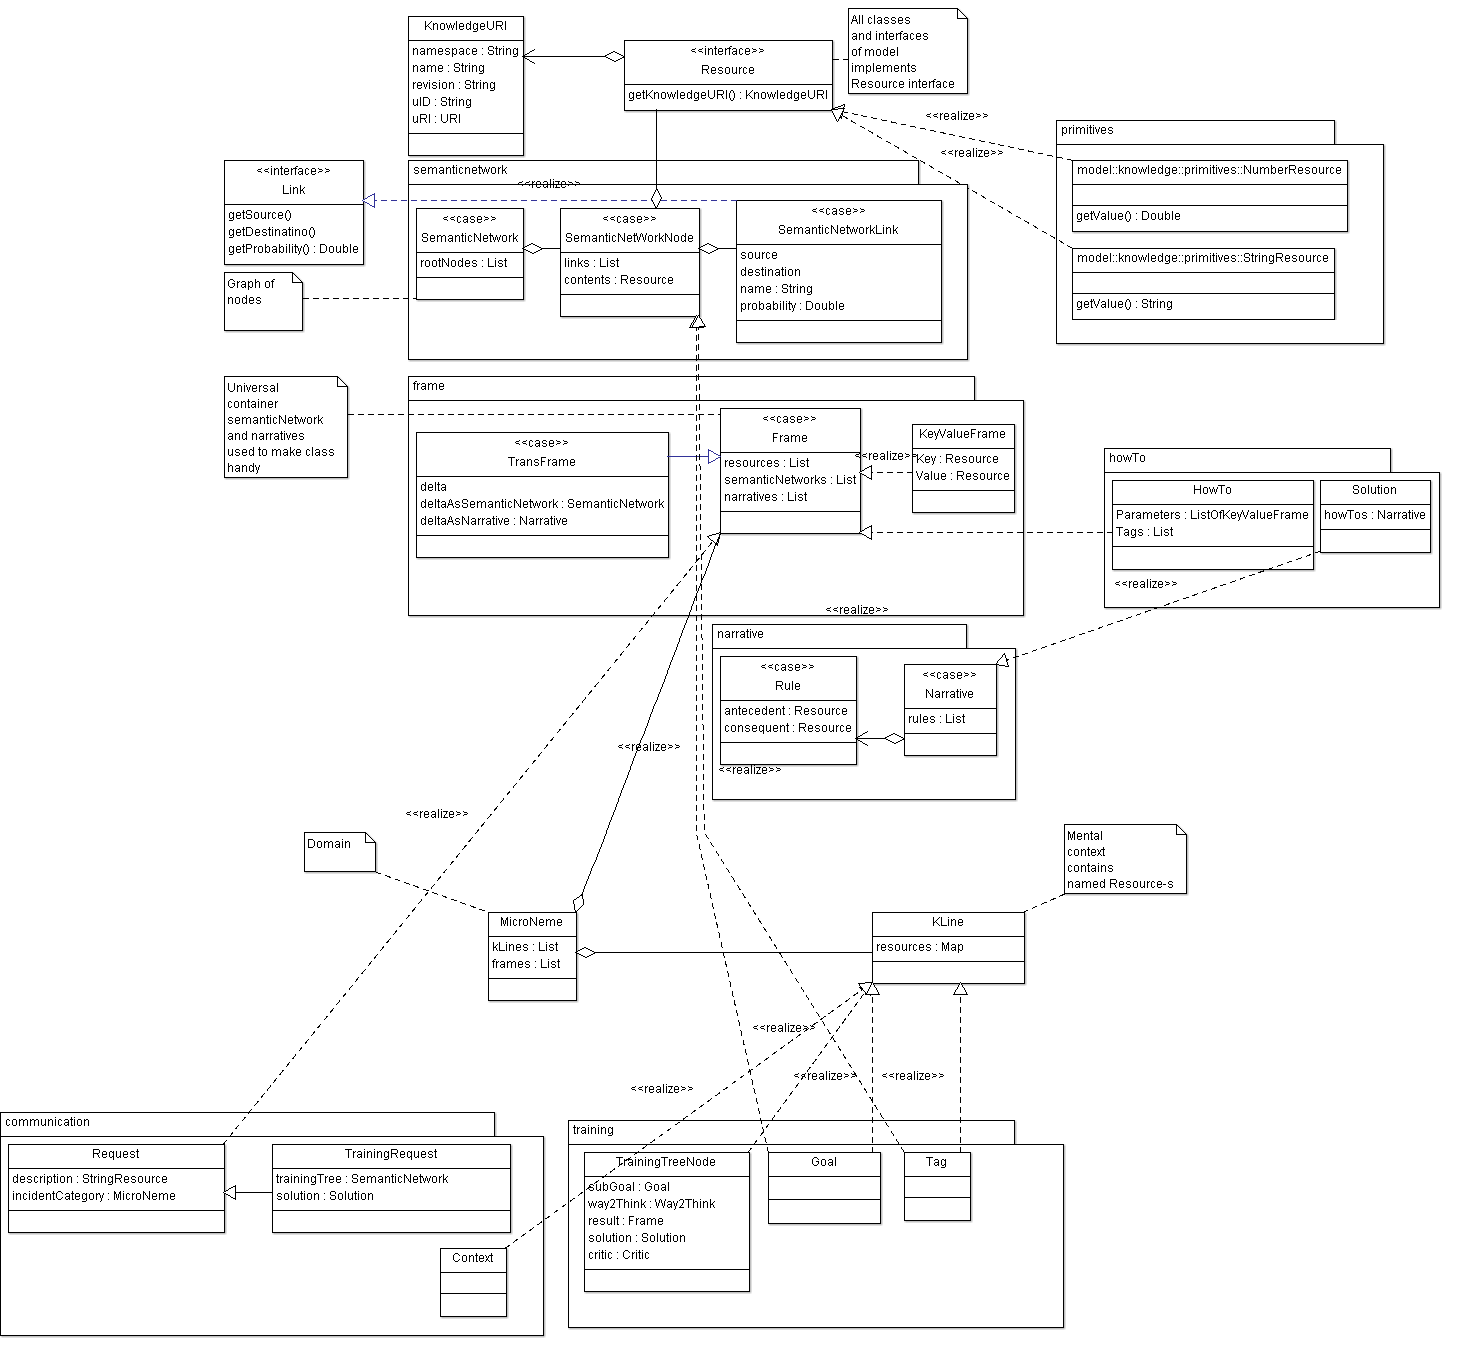 KnowledgeURI
namespace : String
name : String
revision : String
uID : String
uRI : URI
<<interface>>
Resource
getKnowledgeURI() : KnowledgeURI
All classes
and interfaces
of model
implements
Resource interface
<<realize>>
<<realize>>
primitives
model::knowledge::primitives::NumberResource
getValue() : Double
model::knowledge::primitives::StringResource
getValue() : String
<<interface>>
Link
getSource()
getDestinatino()
getProbability() : Double
semanticnetwork
<<realize>>
<<case>>
SemanticNetwork
rootNodes : List
<<case>>
SemanticNetWorkNode
links : List
contents : Resource
<<case>>
SemanticNetworkLink
source
destination
name : String
probability : Double
Graph of
nodes
Universal
container
semanticNetwork
and narratives
used to make class
handy
frame
<<case>>
TransFrame
delta
deltaAsSemanticNetwork : SemanticNetwork
deltaAsNarrative : Narrative
<<case>>
Frame
resources : List
semanticNetworks : List
narratives : List
<<realize>>
KeyValueFrame
Key : Resource
Value : Resource
howTo
HowTo
Parameters : ListOfKeyValueFrame
Tags : List
Solution
howTos : Narrative
<<realize>>
<<realize>>
narrative
<<case>>
Rule
antecedent : Resource
consequent : Resource
<<case>>
Narrative
rules : List
<<realize>>
<<realize>>
<<realize>>
Domain
Mental
context
contains
named Resource-s
MicroNeme
kLines : List
frames : List
KLine
resources : Map
<<realize>>
<<realize>>
<<realize>>
<<realize>>
communication
Request
description : StringResource
incidentCategory : MicroNeme
TrainingRequest
trainingTree : SemanticNetwork
solution : Solution
Context
training
TrainingTreeNode
subGoal : Goal
way2Think : Way2Think
result : Frame
solution : Solution
critic : Critic
Goal
Tag